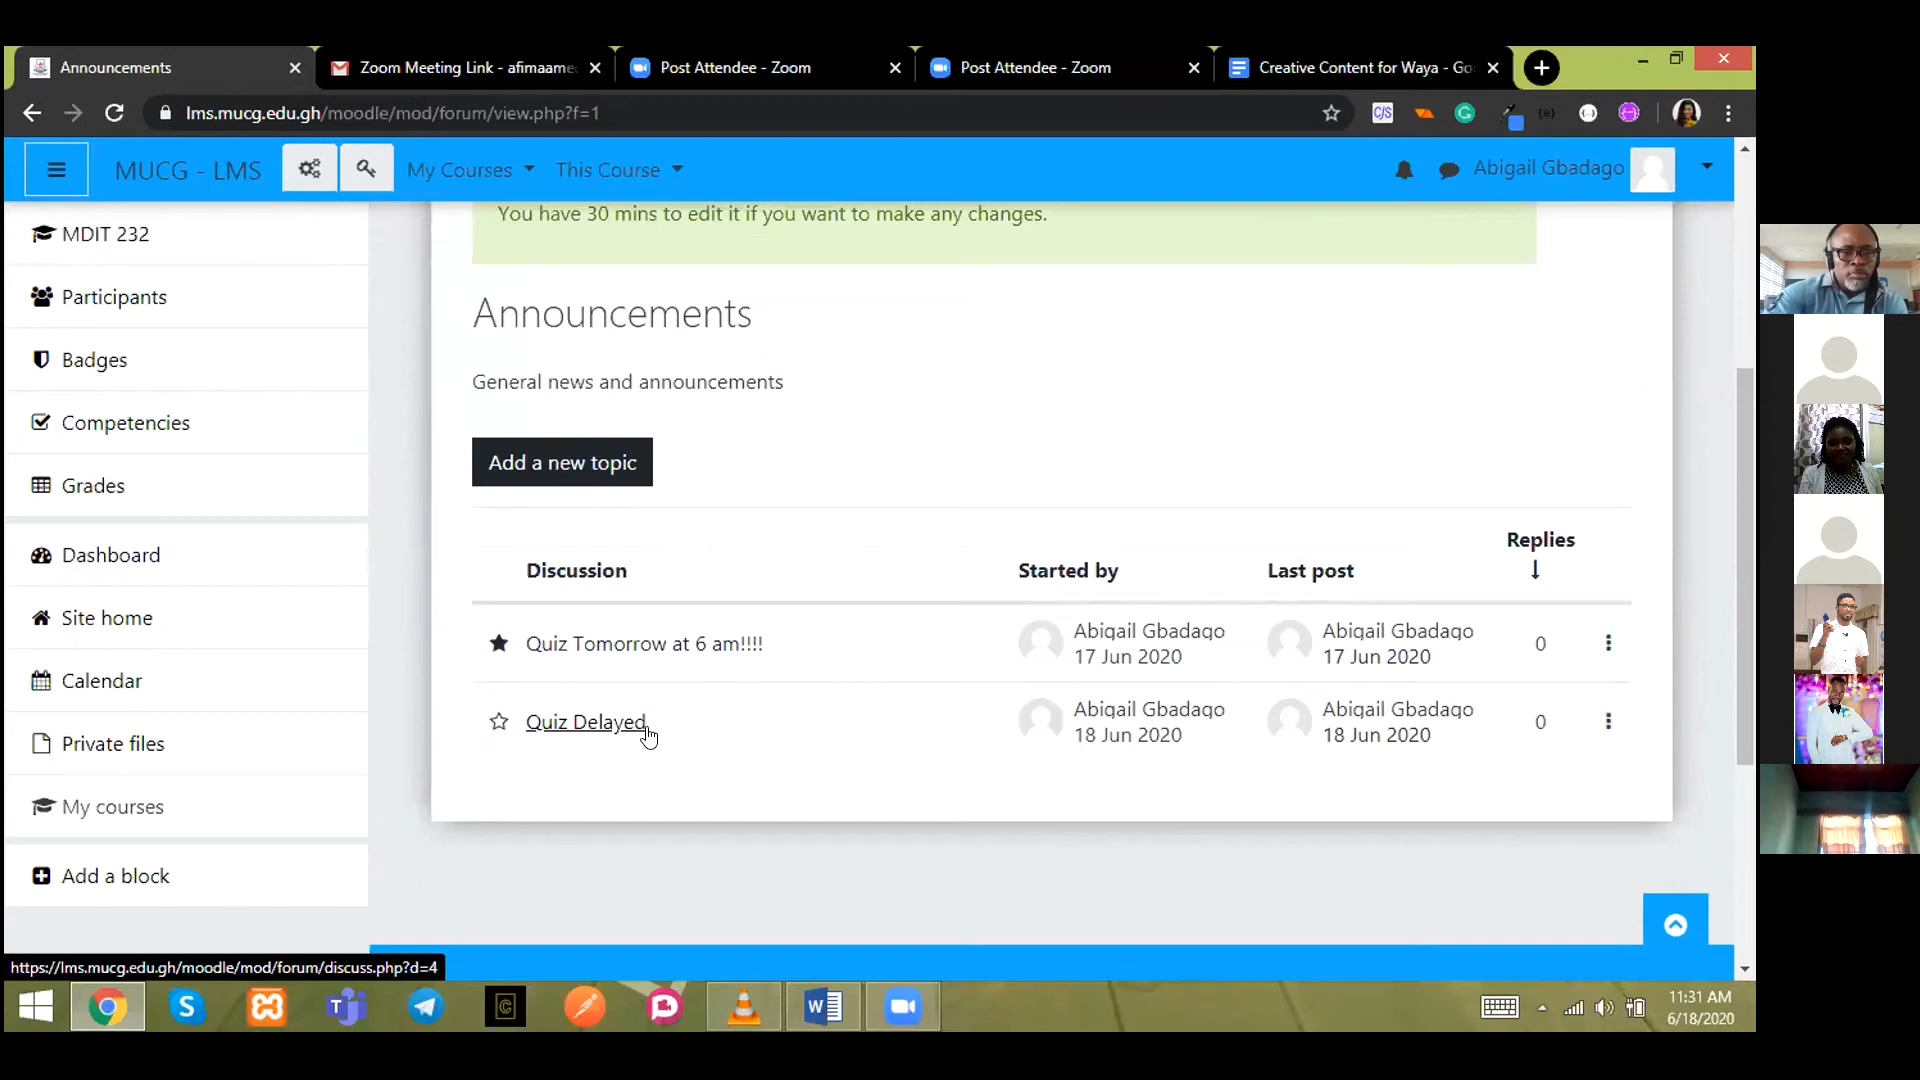 Announcements
Zoom Meeting Link - afimaame
Post Attendee - Zoom
Post Attendee - Zoom
Creative Content for Waya - Go
lms.mucg.edu.gh/moodle/mod/forum/view.php?f=1
MUCG - LMS
My Courses
This Course
Abigail Gbadago
MDIT 232
Participants
Badges
Competencies
Grades
Dashboard
Site home
Calendar
Private files
My courses
Add a block
You have 30 mins to edit it if you want to make any changes.
Announcements
General news and announcements
Add a new topic
Discussion
Started by
Last post
Replies
Quiz Tomorrow at 6 am!!!!
Abigail Gbadago
17 Jun 2020
Abigail Gbadago
17 Jun 2020
0
Quiz Delayed
Abigail Gbadago
18 Jun 2020
Abigail Gbadago
18 Jun 2020
0
https://lms.mucg.edu.gh/moodle/mod/forum/discuss.php?d=4
11:31 AM
6/18/2020